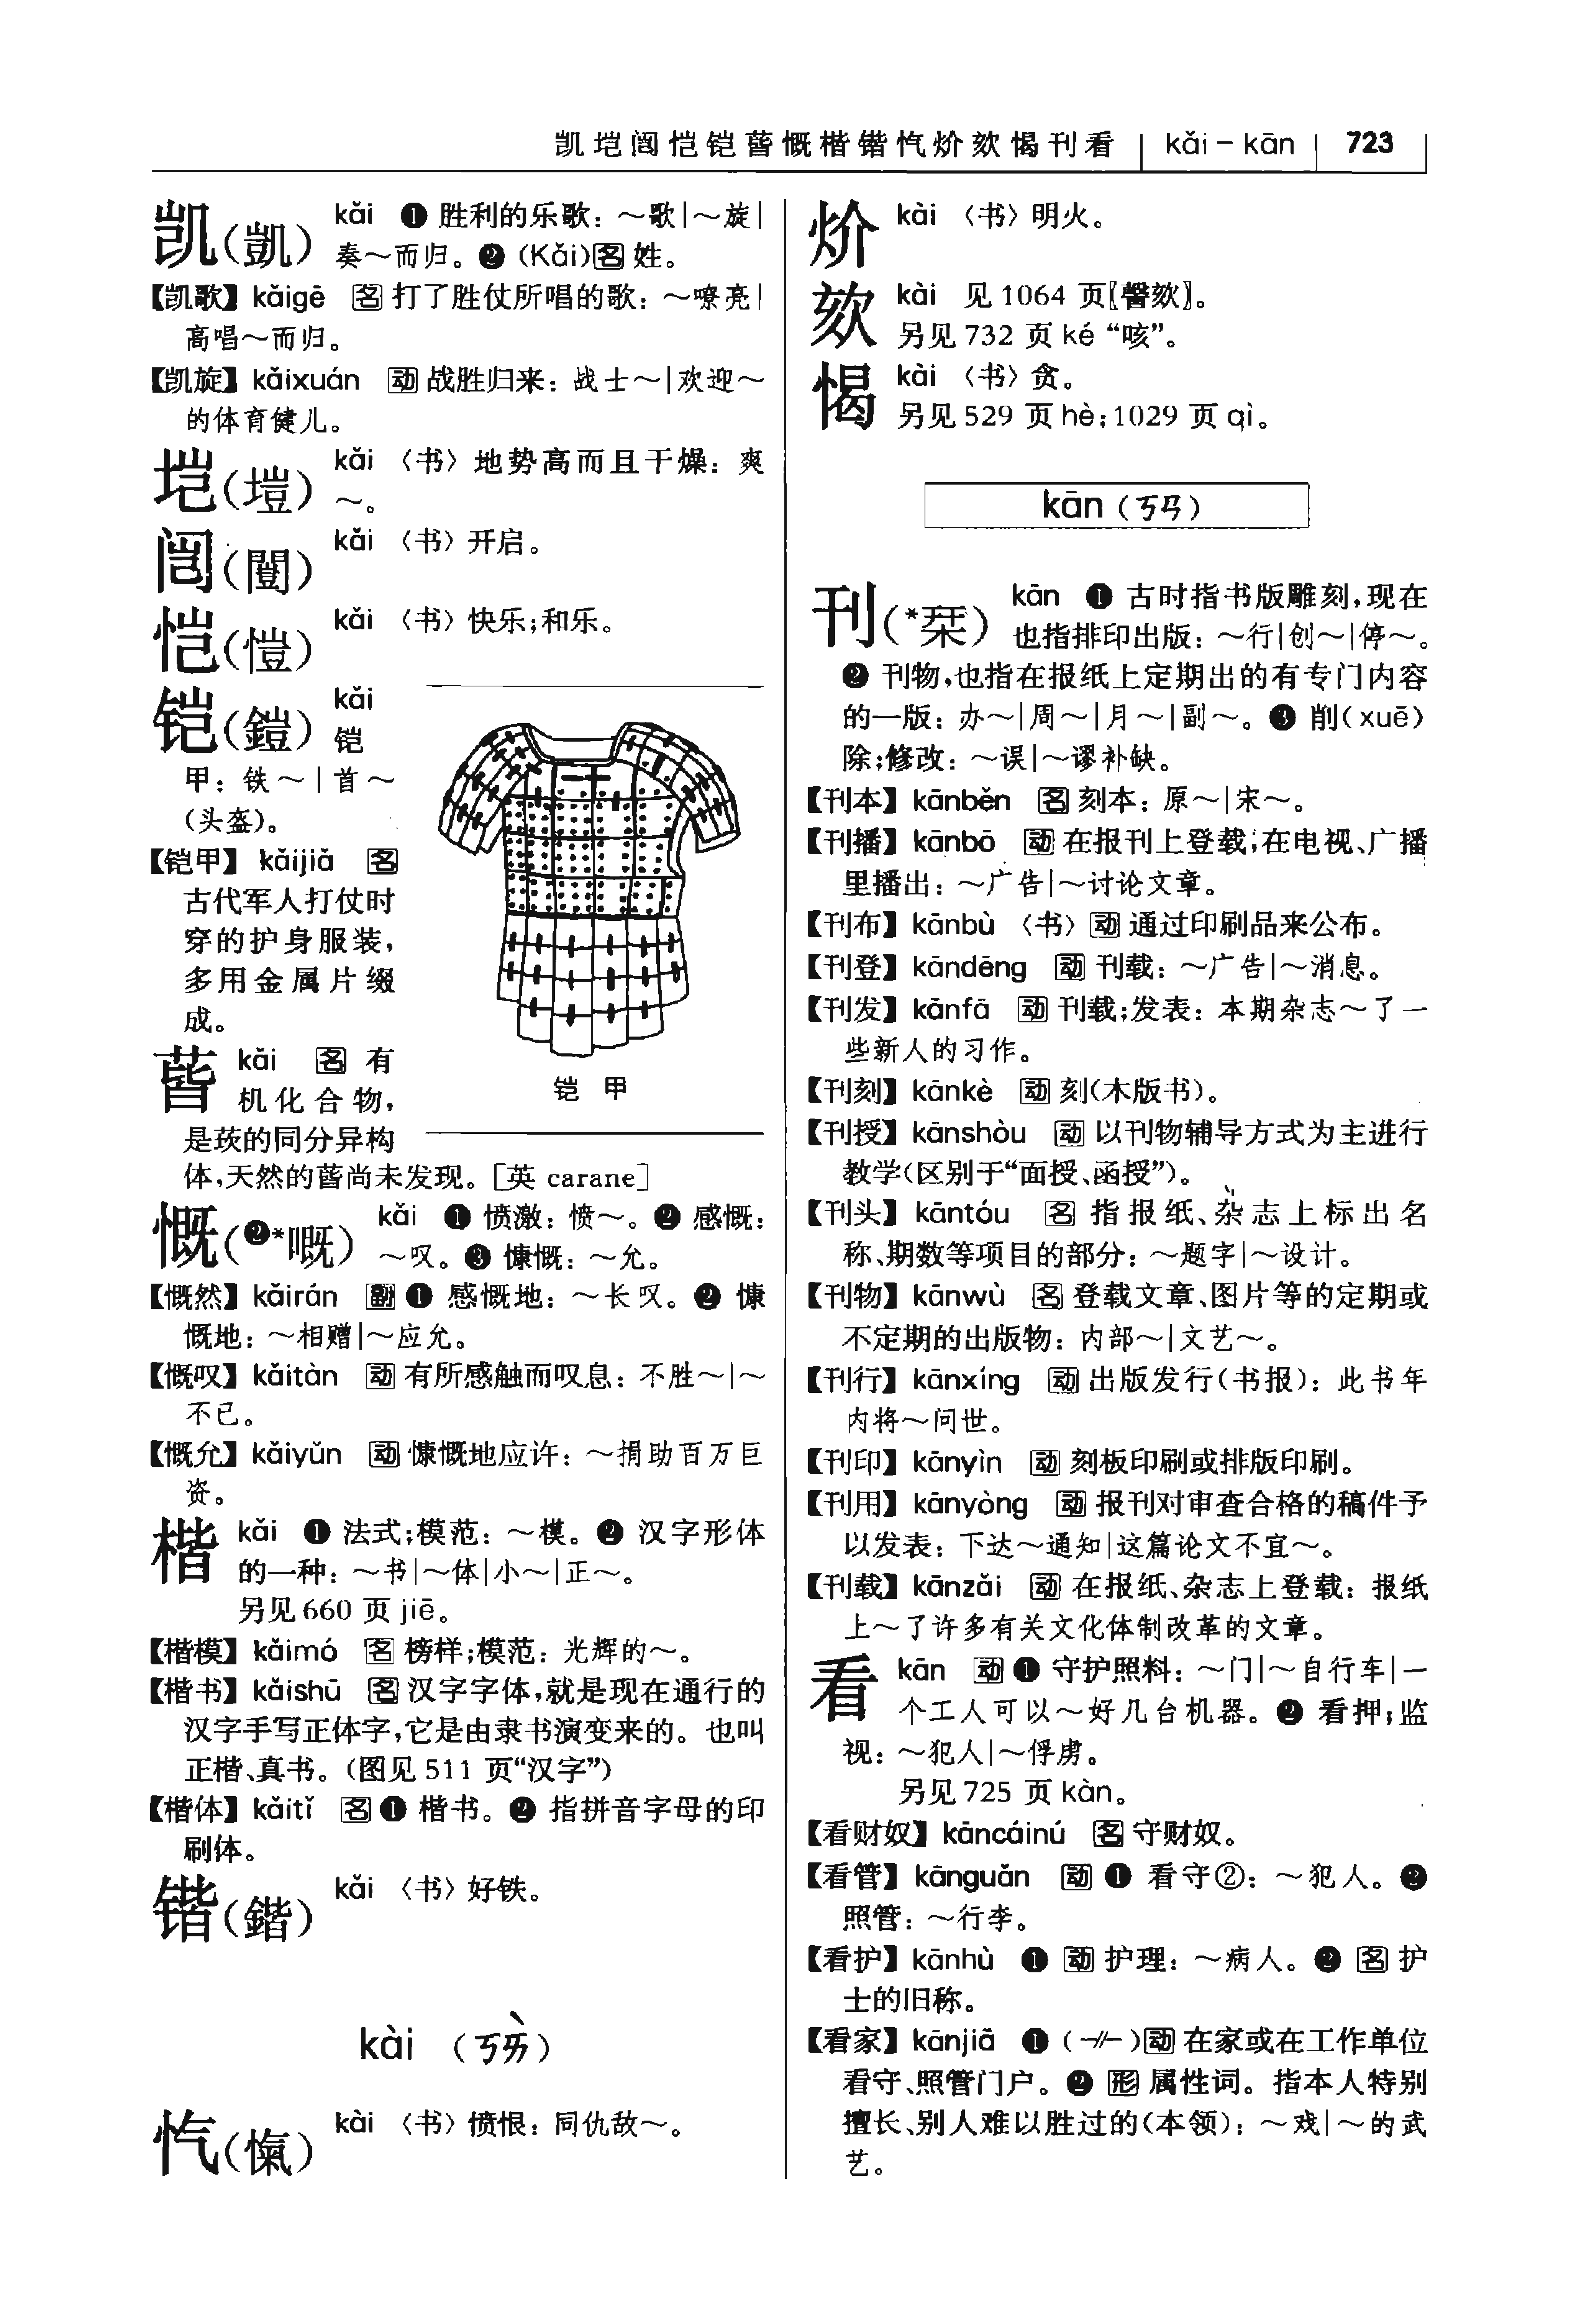 凯垲闿恺铠蒈慨楷锴忾炌欬愒刊看 kǎi－kān 723
凯(凱) kǎi ❶ 胜利的乐歌：～歌|～旋|
奏～而归。❷ (Kǎi)名 姓。
【凯歌】kǎigē 名 打了胜仗所唱的歌：～嘹亮|
高唱～而归。
【凯旋】kǎixuán 动 战胜归来：战士～|欢迎～
的体育健儿。
垲(塏) kǎi 〈书〉地势高而且干燥：爽
～。
闿(闓) kǎi 〈书〉开启。
恺(愷) kǎi 〈书〉快乐；和乐。
铠(鎧) kǎi
铠
甲：铁～|首～
(头盔)。
【铠甲】kǎijiǎ 名
古代军人打仗时
穿的护身服装，
多用金属片缀
成。
铠 甲
蒈 kǎi 名 有
机化合物，
是莰的同分异构
体，天然的蒈尚未发现。［英 carane］
慨(❷*嘅) kǎi ❶ 愤激：愤～。❷ 感慨：
～叹。❸ 慷慨：～允。
【慨然】kǎirán 副 ❶ 感慨地：～长叹。❷ 慷
慨地：～相赠|～应允。
【慨叹】kǎitàn 动 有所感触而叹息：不胜～|～
不已。
【慨允】kǎiyǔn 动 慷慨地应许：～捐助百万巨
资。
楷 kǎi ❶ 法式；模范：～模。❷ 汉字形体
的一种：～书|～体|小～|正～。
另见 660 页 jiē。
【楷模】kǎimó 名 榜样；模范：光辉的～。
【楷书】kǎishū 名 汉字字体，就是现在通行的
汉字手写正体字，它是由隶书演变来的。也叫
正楷、真书。(图见 511 页“汉字”)
【楷体】kǎitǐ 名 ❶ 楷书。❷ 指拼音字母的印
刷体。
锴(鍇) kǎi 〈书〉好铁。
kài (ㄎㄞˋ)
忾(愾) kài 〈书〉愤恨：同仇敌～。
炌 kài 〈书〉明火。
欬 kài 见 1064 页〖謦欬〗。
另见 732 页 ké “咳”。
愒 kài 〈书〉贪。
另见 529 页 hè；1029 页 qì。
kān (ㄎㄢ)
刊(*栞) kān ❶ 古时指书版雕刻，现在
也指排印出版：～行|创～|停～。
❷ 刊物，也指在报纸上定期出的有专门内容
的一版：办～|周～|月～|副～。❸ 削(xuē)
除；修改：～误|～谬补缺。
【刊本】kānběn 名 刻本：原～|宋～。
【刊播】kānbō 动 在报刊上登载；在电视、广播
里播出：～广告|～讨论文章。
【刊布】kānbù 〈书〉动 通过印刷品来公布。
【刊登】kāndēng 动 刊载：～广告|～消息。
【刊发】kānfā 动 刊载；发表：本期杂志～了一
些新人的习作。
【刊刻】kānkè 动 刻(木版书)。
【刊授】kānshòu 动 以刊物辅导方式为主进行
教学(区别于“面授、函授”)。
【刊头】kāntóu 名 指报纸、杂志上标出名
称、期数等项目的部分：～题字|～设计。
【刊物】kānwù 名 登载文章、图片等的定期或
不定期的出版物：内部～|文艺～。
【刊行】kānxíng 动 出版发行(书报)：此书年
内将～问世。
【刊印】kānyìn 动 刻板印刷或排版印刷。
【刊用】kānyòng 动 报刊对审查合格的稿件予
以发表：下达～通知|这篇论文不宜～。
【刊载】kānzǎi 动 在报纸、杂志上登载：报纸
上～了许多有关文化体制改革的文章。
看 kān 动 ❶ 守护照料：～门|～自行车|一
个工人可以～好几台机器。❷ 看押；监
视：～犯人|～俘虏。
另见 725 页 kàn。
【看财奴】kāncáinú 名 守财奴。
【看管】kānguǎn 动 ❶ 看守②：～犯人。❷
照管：～行李。
【看护】kānhù ❶ 动 护理：～病人。❷ 名 护
士的旧称。
【看家】kānjiā ❶ (-//-)动 在家或在工作单位
看守、照管门户。❷ 形 属性词。指本人特别
擅长、别人难以胜过的(本领)：～戏|～的武
艺。